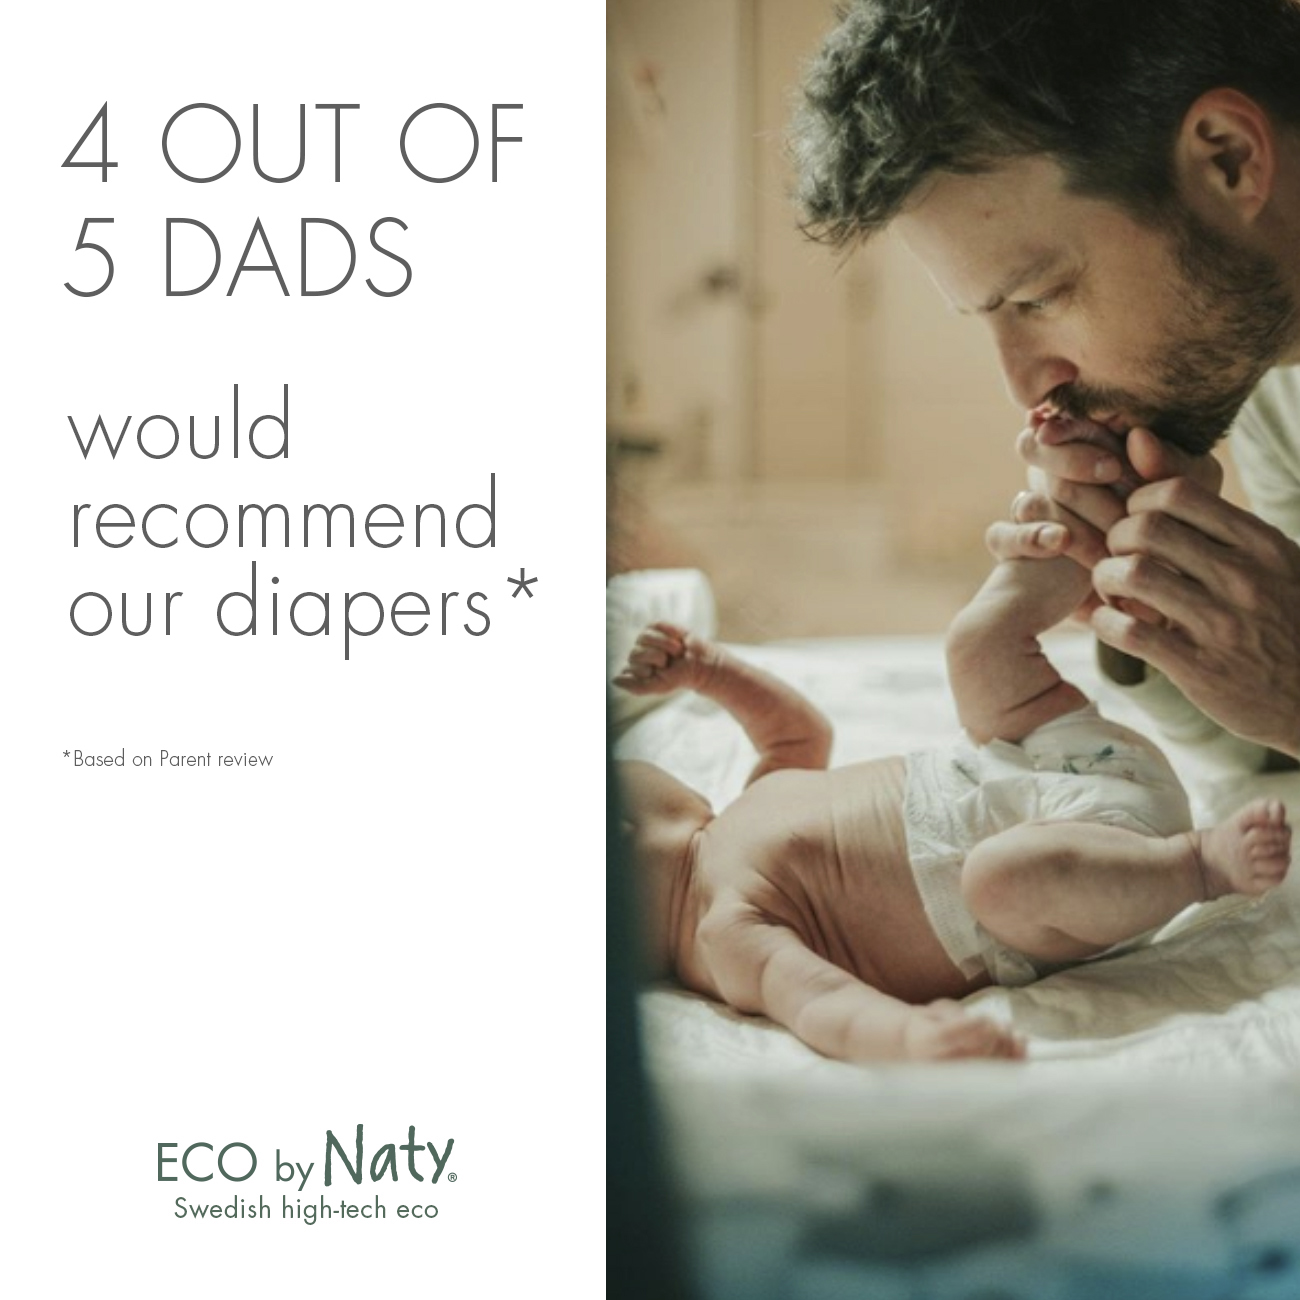 4 OUT OF
5 DADS
would
recommend
our diapers*
*Based on Parent review
ECO by Naty®
Swedish high-tech eco